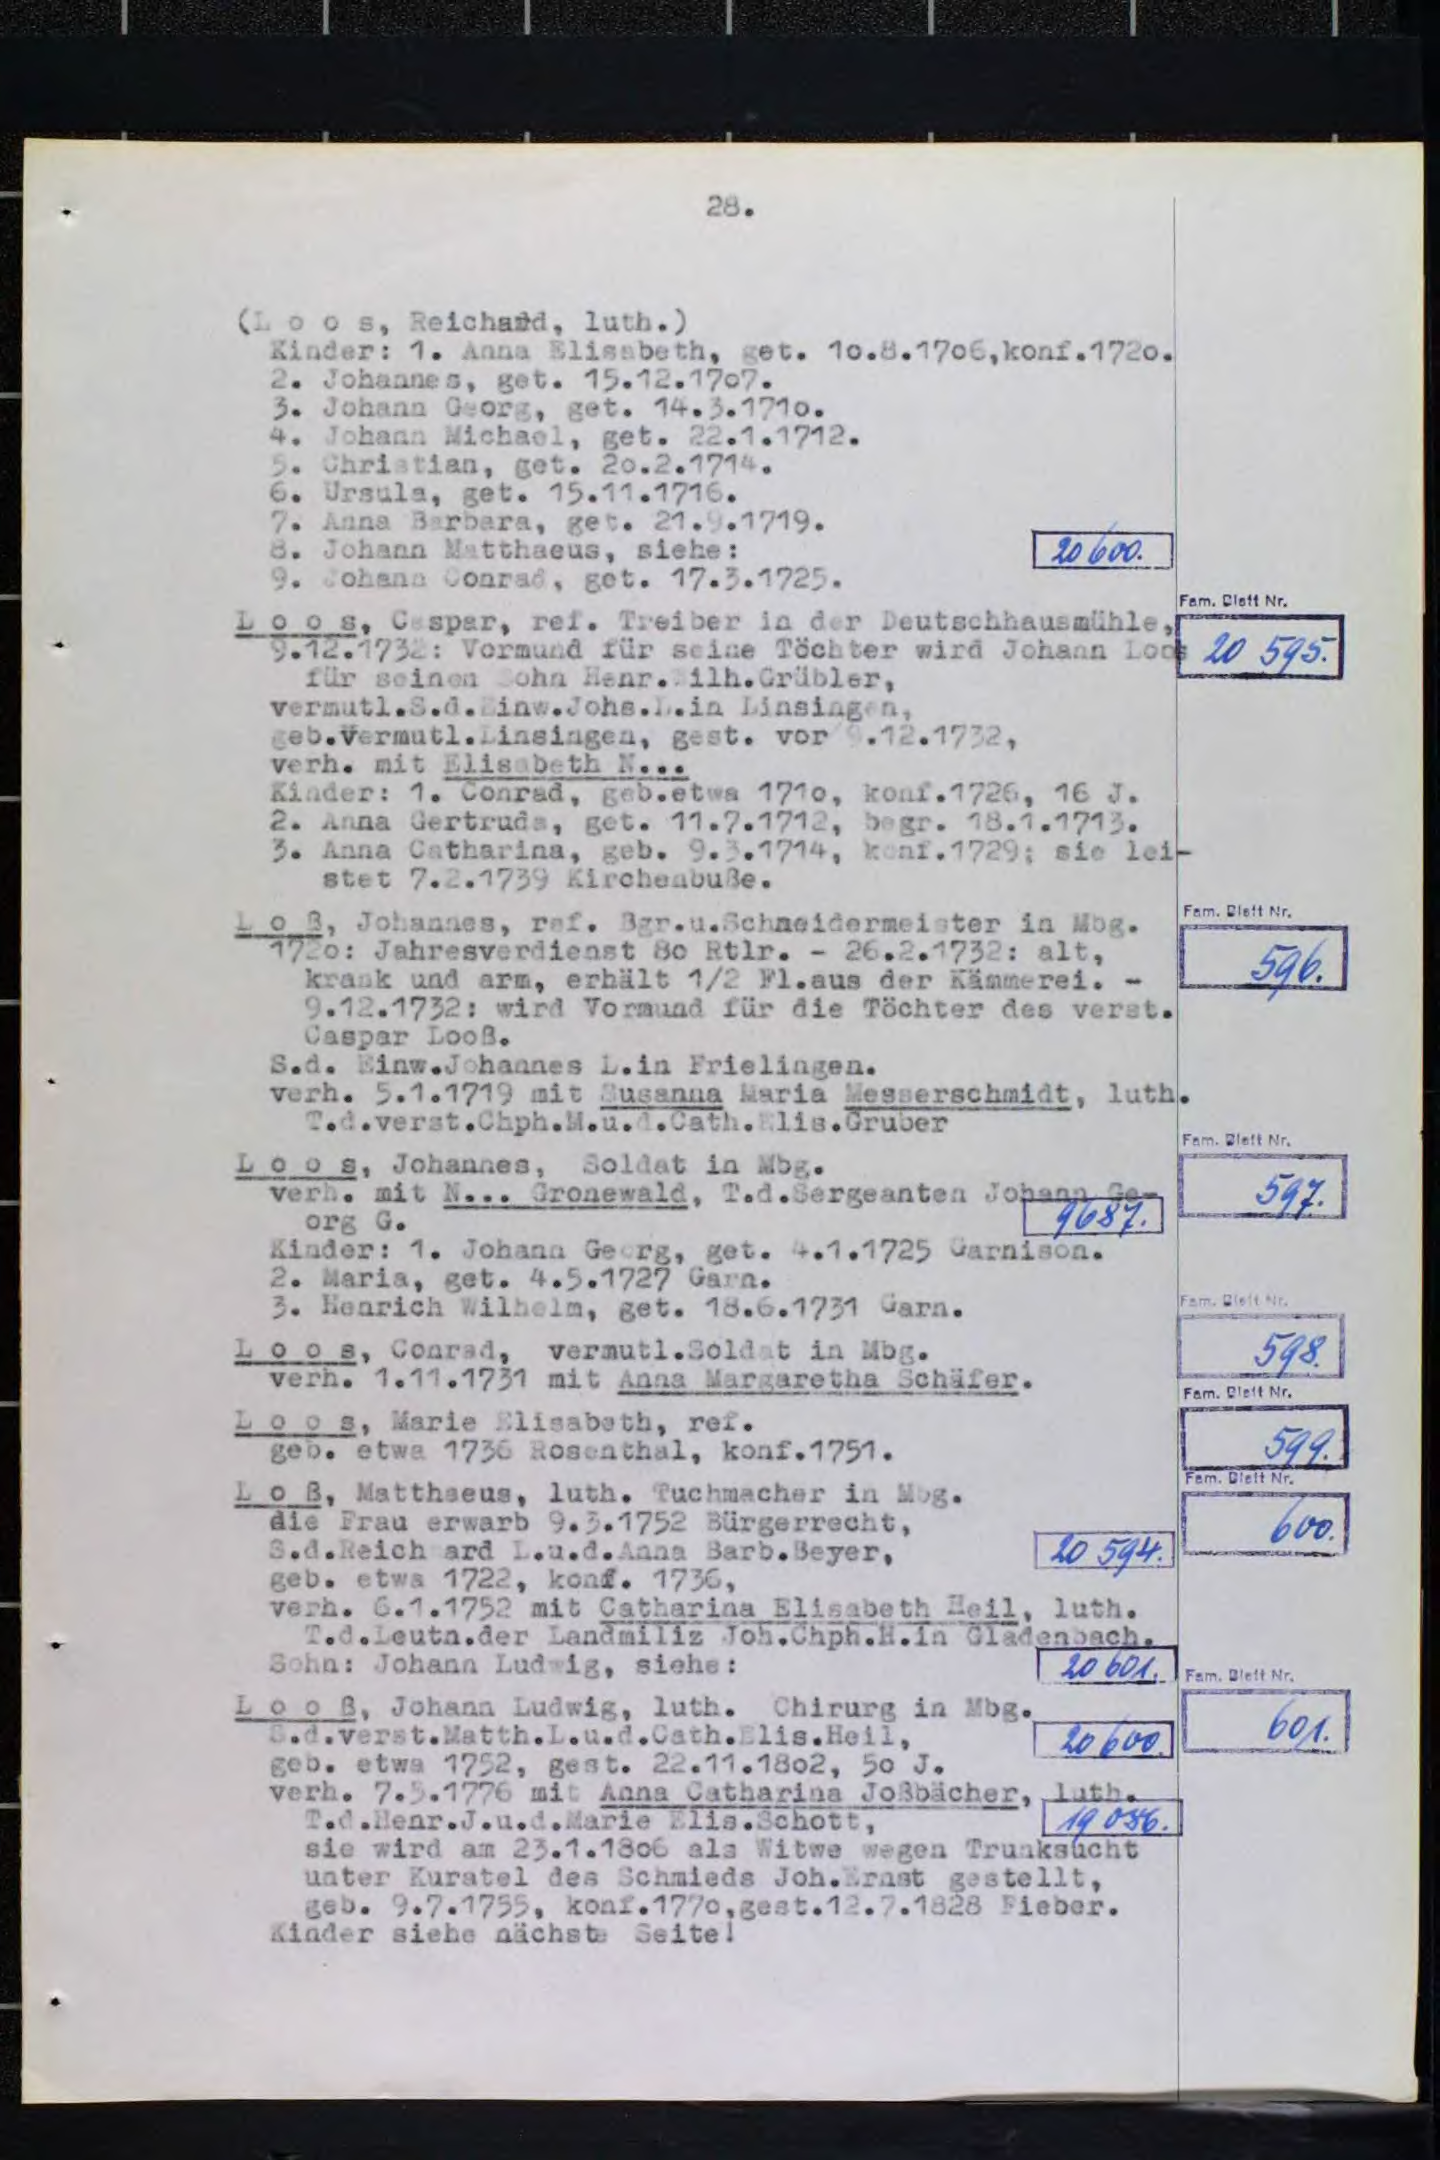 28.
(L o o s, Reichard, luth.)
Kinder: 1. Anna Elisabeth, get. 1o.8.17o6,konf.172o.
2. Johannes, get. 15.12.17o7.
3. Johann Georg, get. 14.3.171o.
4. Johann Michael, get. 22.1.1712.
5. Christian, get. 2o.2.1714.
6. Ursula, get. 15.11.1716.
7. Anna Barbara, get. 21.9.1719.
8. Johann Matthaeus, siehe: 20 600.
9. Johann Conrad, get. 17.3.1725.
Fam. Blatt Nr.
L o o s, Caspar, ref. Treiber in der Deutschhausmühle, 20 595.
9.12.1732: Vormund für seine Töchter wird Johann Loos
für seinen Sohn Henr.Wilh.Grübler,
vermutl.S.d.Einw.Johs.L.in Linsingen,
geb.Vermutl.Linsingen, gest. vor 9.12.1732,
verh. mit Elisabeth N...
Kinder: 1. Conrad, geb.etwa 171o, konf.1726, 16 J.
2. Anna Gertruda, get. 11.7.1712, begr. 18.1.1713.
3. Anna Catharina, geb. 9.3.1714, konf.1729; sie lei-
stet 7.2.1739 Kirchenbuße.
Fam. Blatt Nr.
L o ß, Johannes, ref. Bgr.u.Schneidermeister in Mbg. 596.
172o: Jahresverdienst 8o Rtlr. - 26.2.1732: alt,
krank und arm, erhält 1/2 Fl.aus der Kämmerei. -
9.12.1732: wird Vormund für die Töchter des verst.
Caspar Looß.
S.d. Einw.Johannes L.in Frielingen.
verh. 5.1.1719 mit Susanna Maria Messerschmidt, luth.
T.d.verst.Chph.M.u.d.Cath.Elis.Gruber
Fam. Blatt Nr.
L o o s, Johannes, Soldat in Mbg. 597.
verh. mit N... Gronewald, T.d.Sergeanten Johann Ge-
org G. 9687.
Kinder: 1. Johann Georg, get. 4.1.1725 Garnison.
2. Maria, get. 4.5.1727 Garn.
3. Henrich Wilhelm, get. 18.6.1731 Garn.
Fam. Blatt Nr.
L o o s, Conrad, vermutl.Soldat in Mbg. 598.
verh. 1.11.1731 mit Anna Margaretha Schäfer.
Fam. Blatt Nr.
L o o s, Marie Elisabeth, ref. 599.
geb. etwa 1736 Rosenthal, konf.1751.
Fam. Blatt Nr.
L o ß, Matthaeus, luth. Tuchmacher in Mbg. 600.
die Frau erwarb 9.3.1752 Bürgerrecht,
S.d.Reich ard L.u.d.Anna Barb.Beyer, 20 594.
geb. etwa 1722, konf. 1736,
verh. 6.1.1752 mit Catharina Elisabeth Heil, luth.
T.d.Leutn.der Landmiliz Joh.Chph.H.in Gladenbach.
Sohn: Johann Ludwig, siehe: 20 601.
Fam. Blatt Nr.
L o o ß, Johann Ludwig, luth. Chirurg in Mbg. 601.
S.d.verst.Matth.L.u.d.Cath.Elis.Heil, 20 600
geb. etwa 1752, gest. 22.11.18o2, 5o J.
verh. 7.5.1776 mit Anna Catharina Joßbächer, luth.
T.d.Henr.J.u.d.Marie Elis.Schott,
sie wird am 23.1.18o6 als Witwe wegen Trunksucht
unter Kuratel des Schmieds Joh.Ernst gestellt,
geb. 9.7.1755, konf.177o,gest.12.7.1828 Fieber.
Kinder siehe nächste Seite!